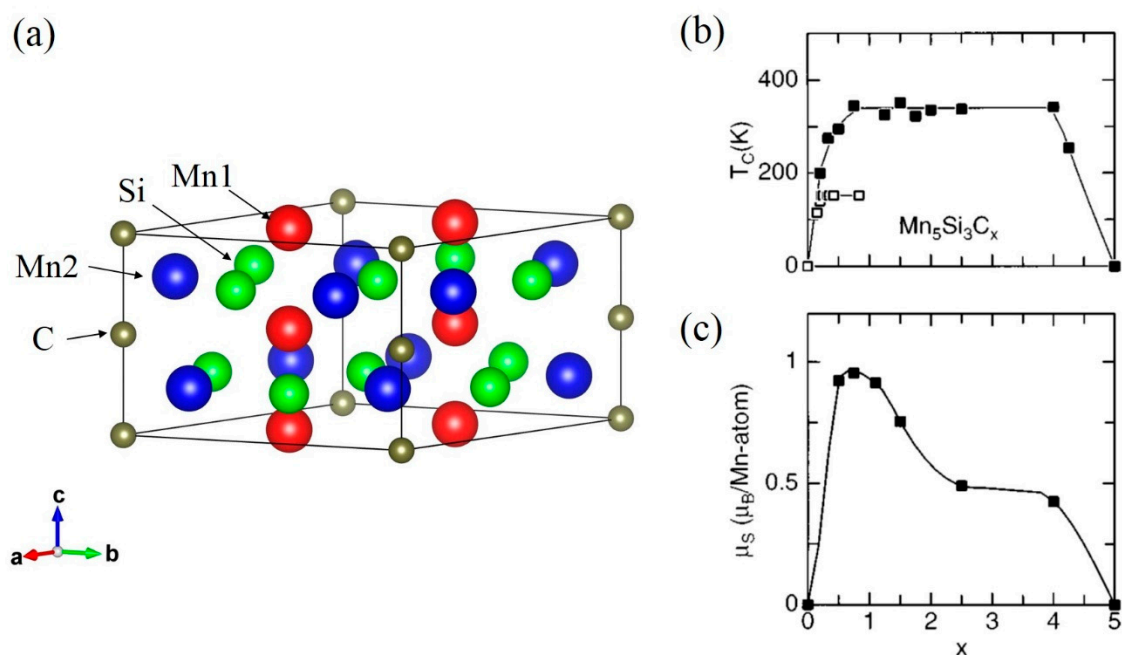 (a)
Mn1
Si
Mn2
C
c
a
b
(b)
400
200
0
T_C(K)
Mn₅Si₃Cₓ
(c)
1
0.5
0
μ_S (μ_B/Mn-atom)
0 1 2 3 4 5
x